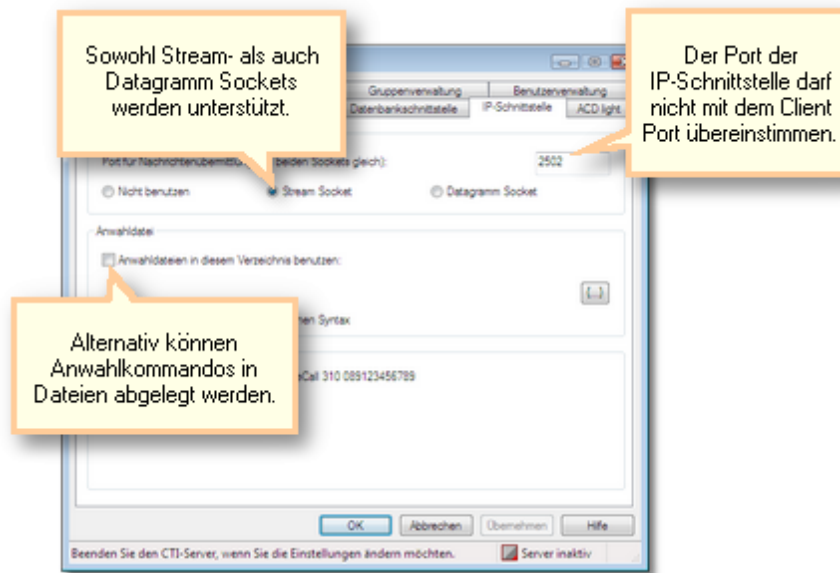 Sowohl Stream- als auch
Datagramm Sockets
werden unterstützt.
Der Port der
IP-Schnittstelle darf
nicht mit dem Client
Port übereinstimmen.
Gruppenverwaltung
Benutzerverwaltung
Datenbankschnittstelle
IP-Schnittstelle
ACD light
Port für Nachrichtenübermittlung beiden Sockets gleich):
2502
Nicht benutzen
Stream Socket
Datagramm Socket
Anwahldatei
Anwahldateien in diesem Verzeichnis benutzen:
Alternativ können
Anwahlkommandos in
Dateien abgelegt werden.
Syntax
310 089123456789
OK
Abbrechen
Übernehmen
Hilfe
Beenden Sie den CTI-Server, wenn Sie die Einstellungen ändern möchten.
Server inaktiv